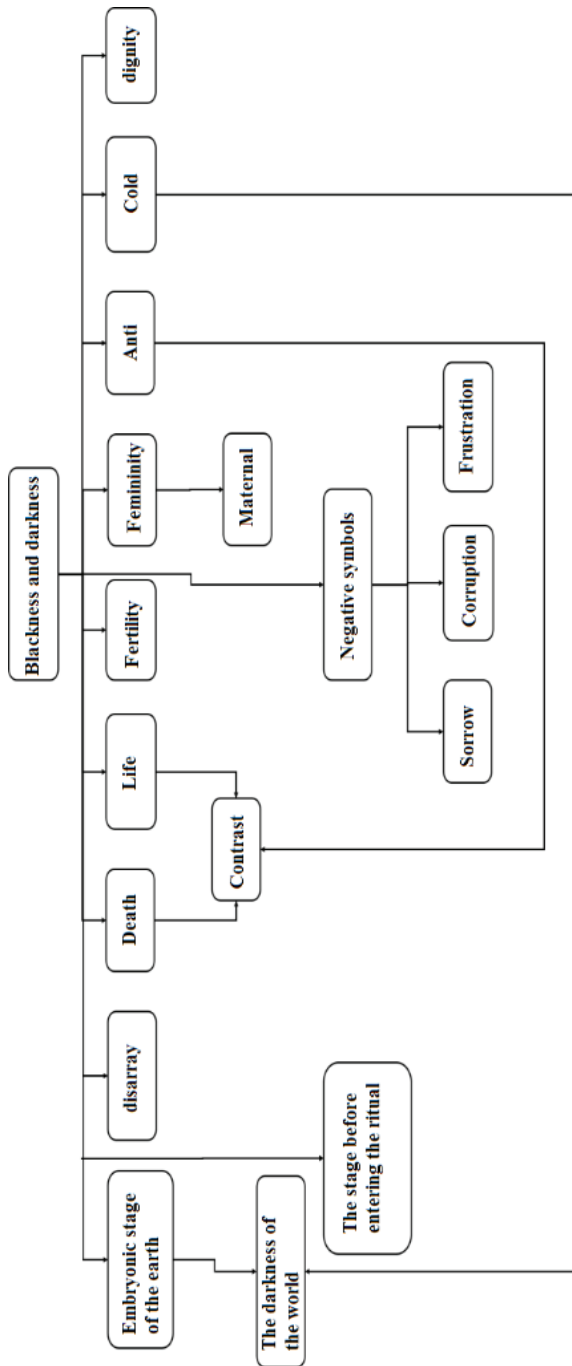 Blackness and darkness
Embryonic stage
of the earth
disarray
Death
Life
Fertility
Femininity
Anti
Cold
dignity
The darkness of
the world
Contrast
Maternal
The stage before
entering the ritual
Negative symbols
Sorrow
Corruption
Frustration